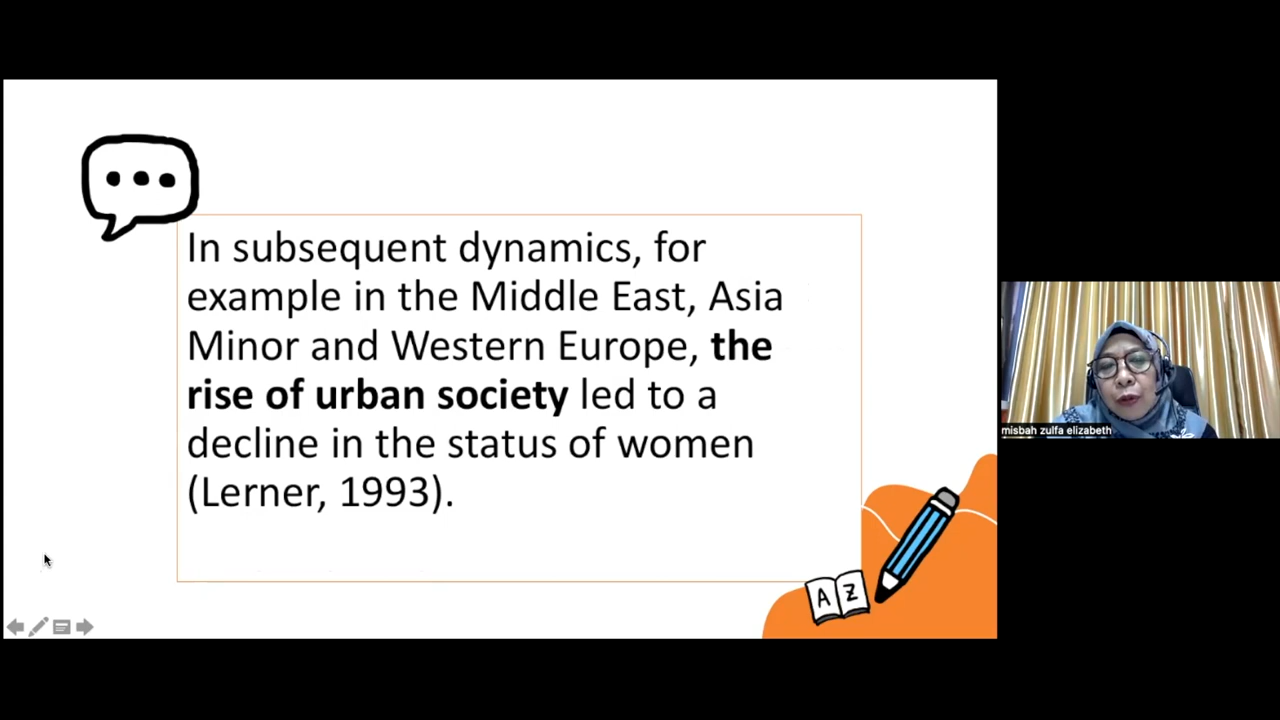 In subsequent dynamics, for
example in the Middle East, Asia
Minor and Western Europe, the
rise of urban society led to a
decline in the status of women
(Lerner, 1993).
A Z
misbah zulfa elizabeth